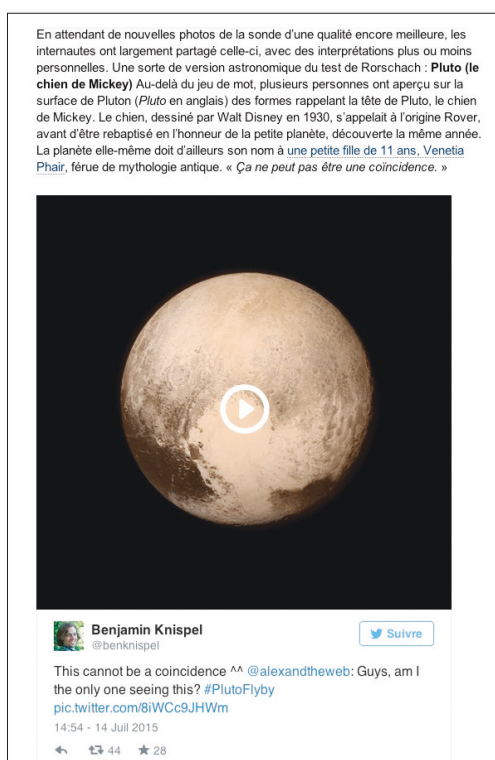 En attendant de nouvelles photos de la sonde d’une qualité encore meilleure, les
internautes ont largement partagé celle-ci, avec des interprétations plus ou moins
personnelles. Une sorte de version astronomique du test de Rorschach : Pluto (le
chien de Mickey) Au-delà du jeu de mot, plusieurs personnes ont aperçu sur la
surface de Pluton (Pluto en anglais) des formes rappelant la tête de Pluto, le chien
de Mickey. Le chien, dessiné par Walt Disney en 1930, s’appelait à l’origine Rover,
avant d’être rebaptisé en l’honneur de la petite planète, découverte la même année.
La planète elle-même doit d’ailleurs son nom à une petite fille de 11 ans, Venetia
Phair, férue de mythologie antique. « Ça ne peut pas être une coïncidence. »
Benjamin Knispel
@benknispel
Suivre
This cannot be a coincidence ^^ @alexandtheweb: Guys, am I
the only one seeing this? #PlutoFlyby
pic.twitter.com/8iWCc9JHWm
14:54 - 14 Juil 2015
44 28